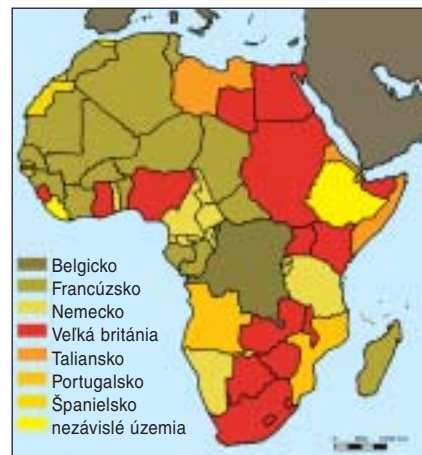 Belgicko
Francúzsko
Nemecko
Veľká británia
Taliansko
Portugalsko
Španielsko
nezávislé územia